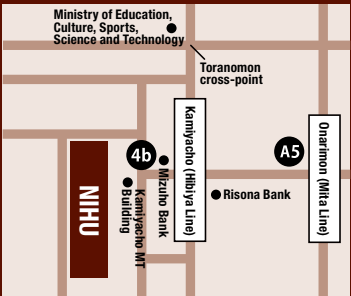 Ministry of Education,
Culture, Sports,
Science and Technology
Toranomon
cross-point
Kamiyacho (Hibiya Line)
Onarimon (Mita Line)
4b
A5
Mizuho Bank
Risona Bank
Kamiyacho MT
Building
NIHU